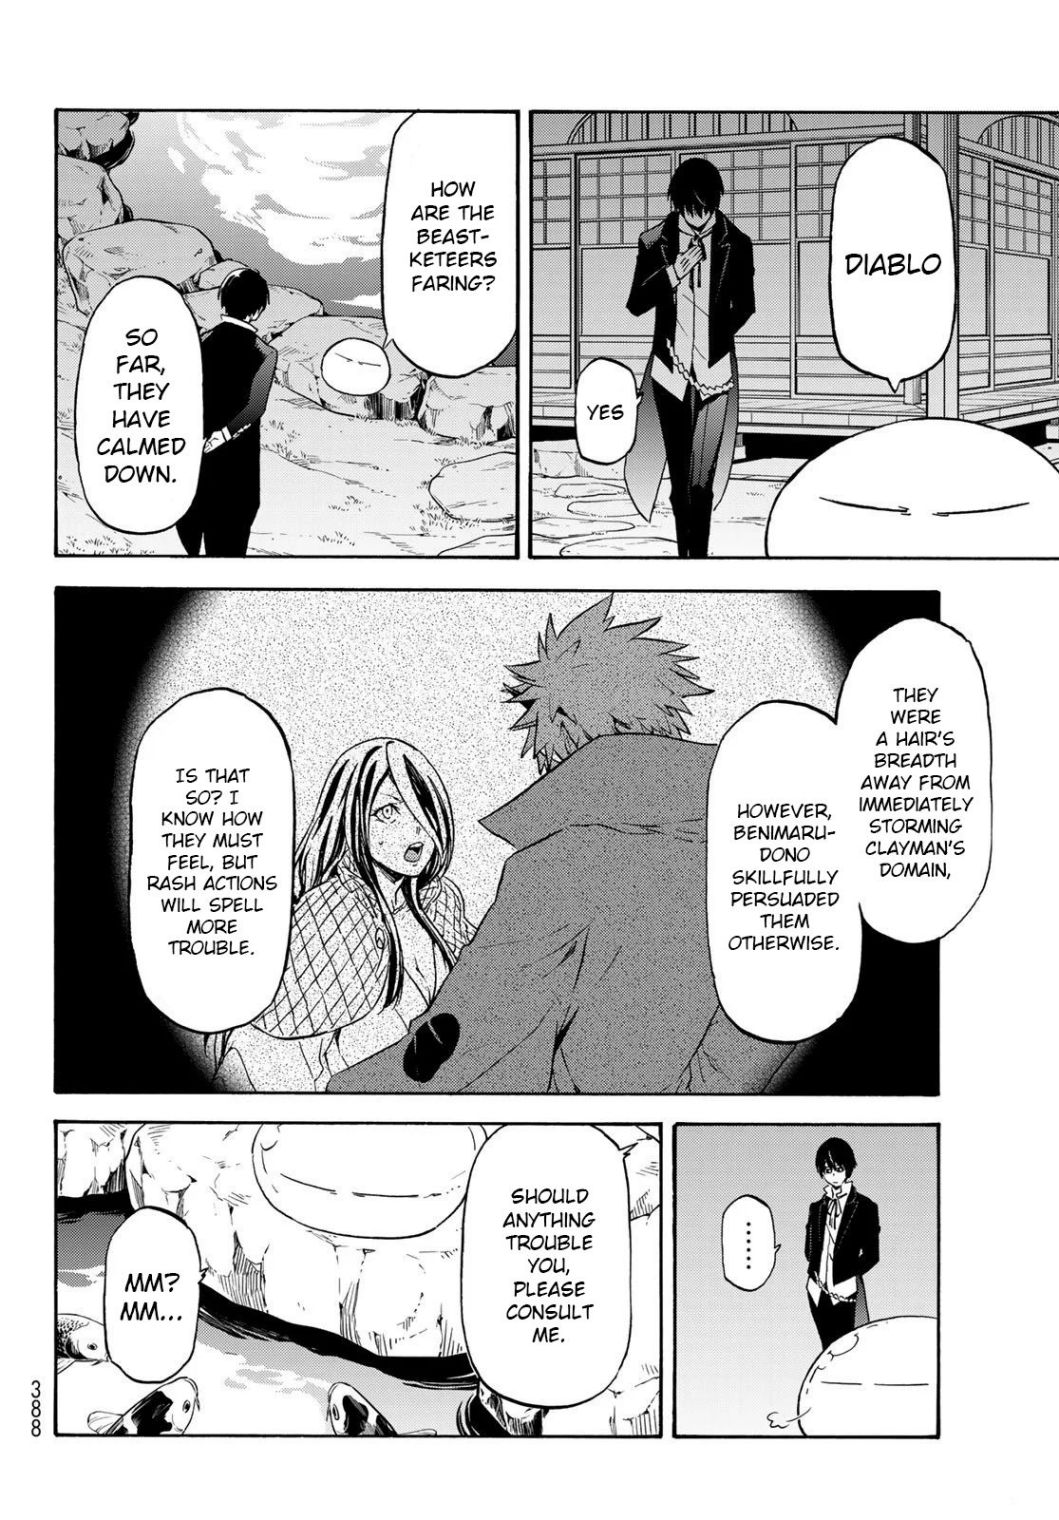 DIABLO
YES
HOW
ARE THE
BEAST-
KETEERS
FARING?
SO
FAR,
THEY
HAVE
CALMED
DOWN.
THEY
WERE
A HAIR'S
BREADTH
AWAY FROM
IMMEDIATELY
STORMING
CLAYMAN'S
DOMAIN,
HOWEVER,
BENIMARU-
DONO
SKILLFULLY
PERSUADED
THEM
OTHERWISE.
IS THAT
SO? I
KNOW HOW
THEY MUST
FEEL, BUT
RASH ACTIONS
WILL SPELL
MORE
TROUBLE.
.......
SHOULD
ANYTHING
TROUBLE
YOU,
PLEASE
CONSULT
ME.
MM?
MM...
388